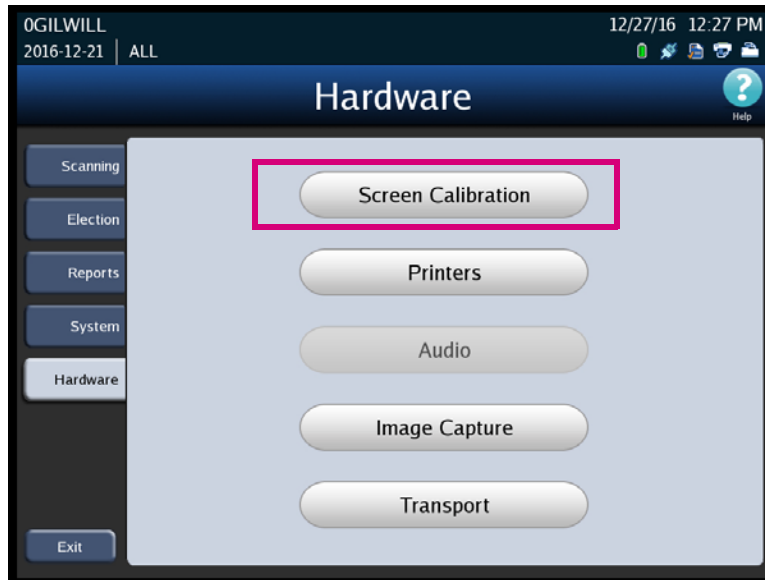 0GILWILL 12/27/16 12:27 PM
2016-12-21 | ALL
Hardware
Help
Scanning
Election
Reports
System
Hardware
Screen Calibration
Printers
Audio
Image Capture
Transport
Exit